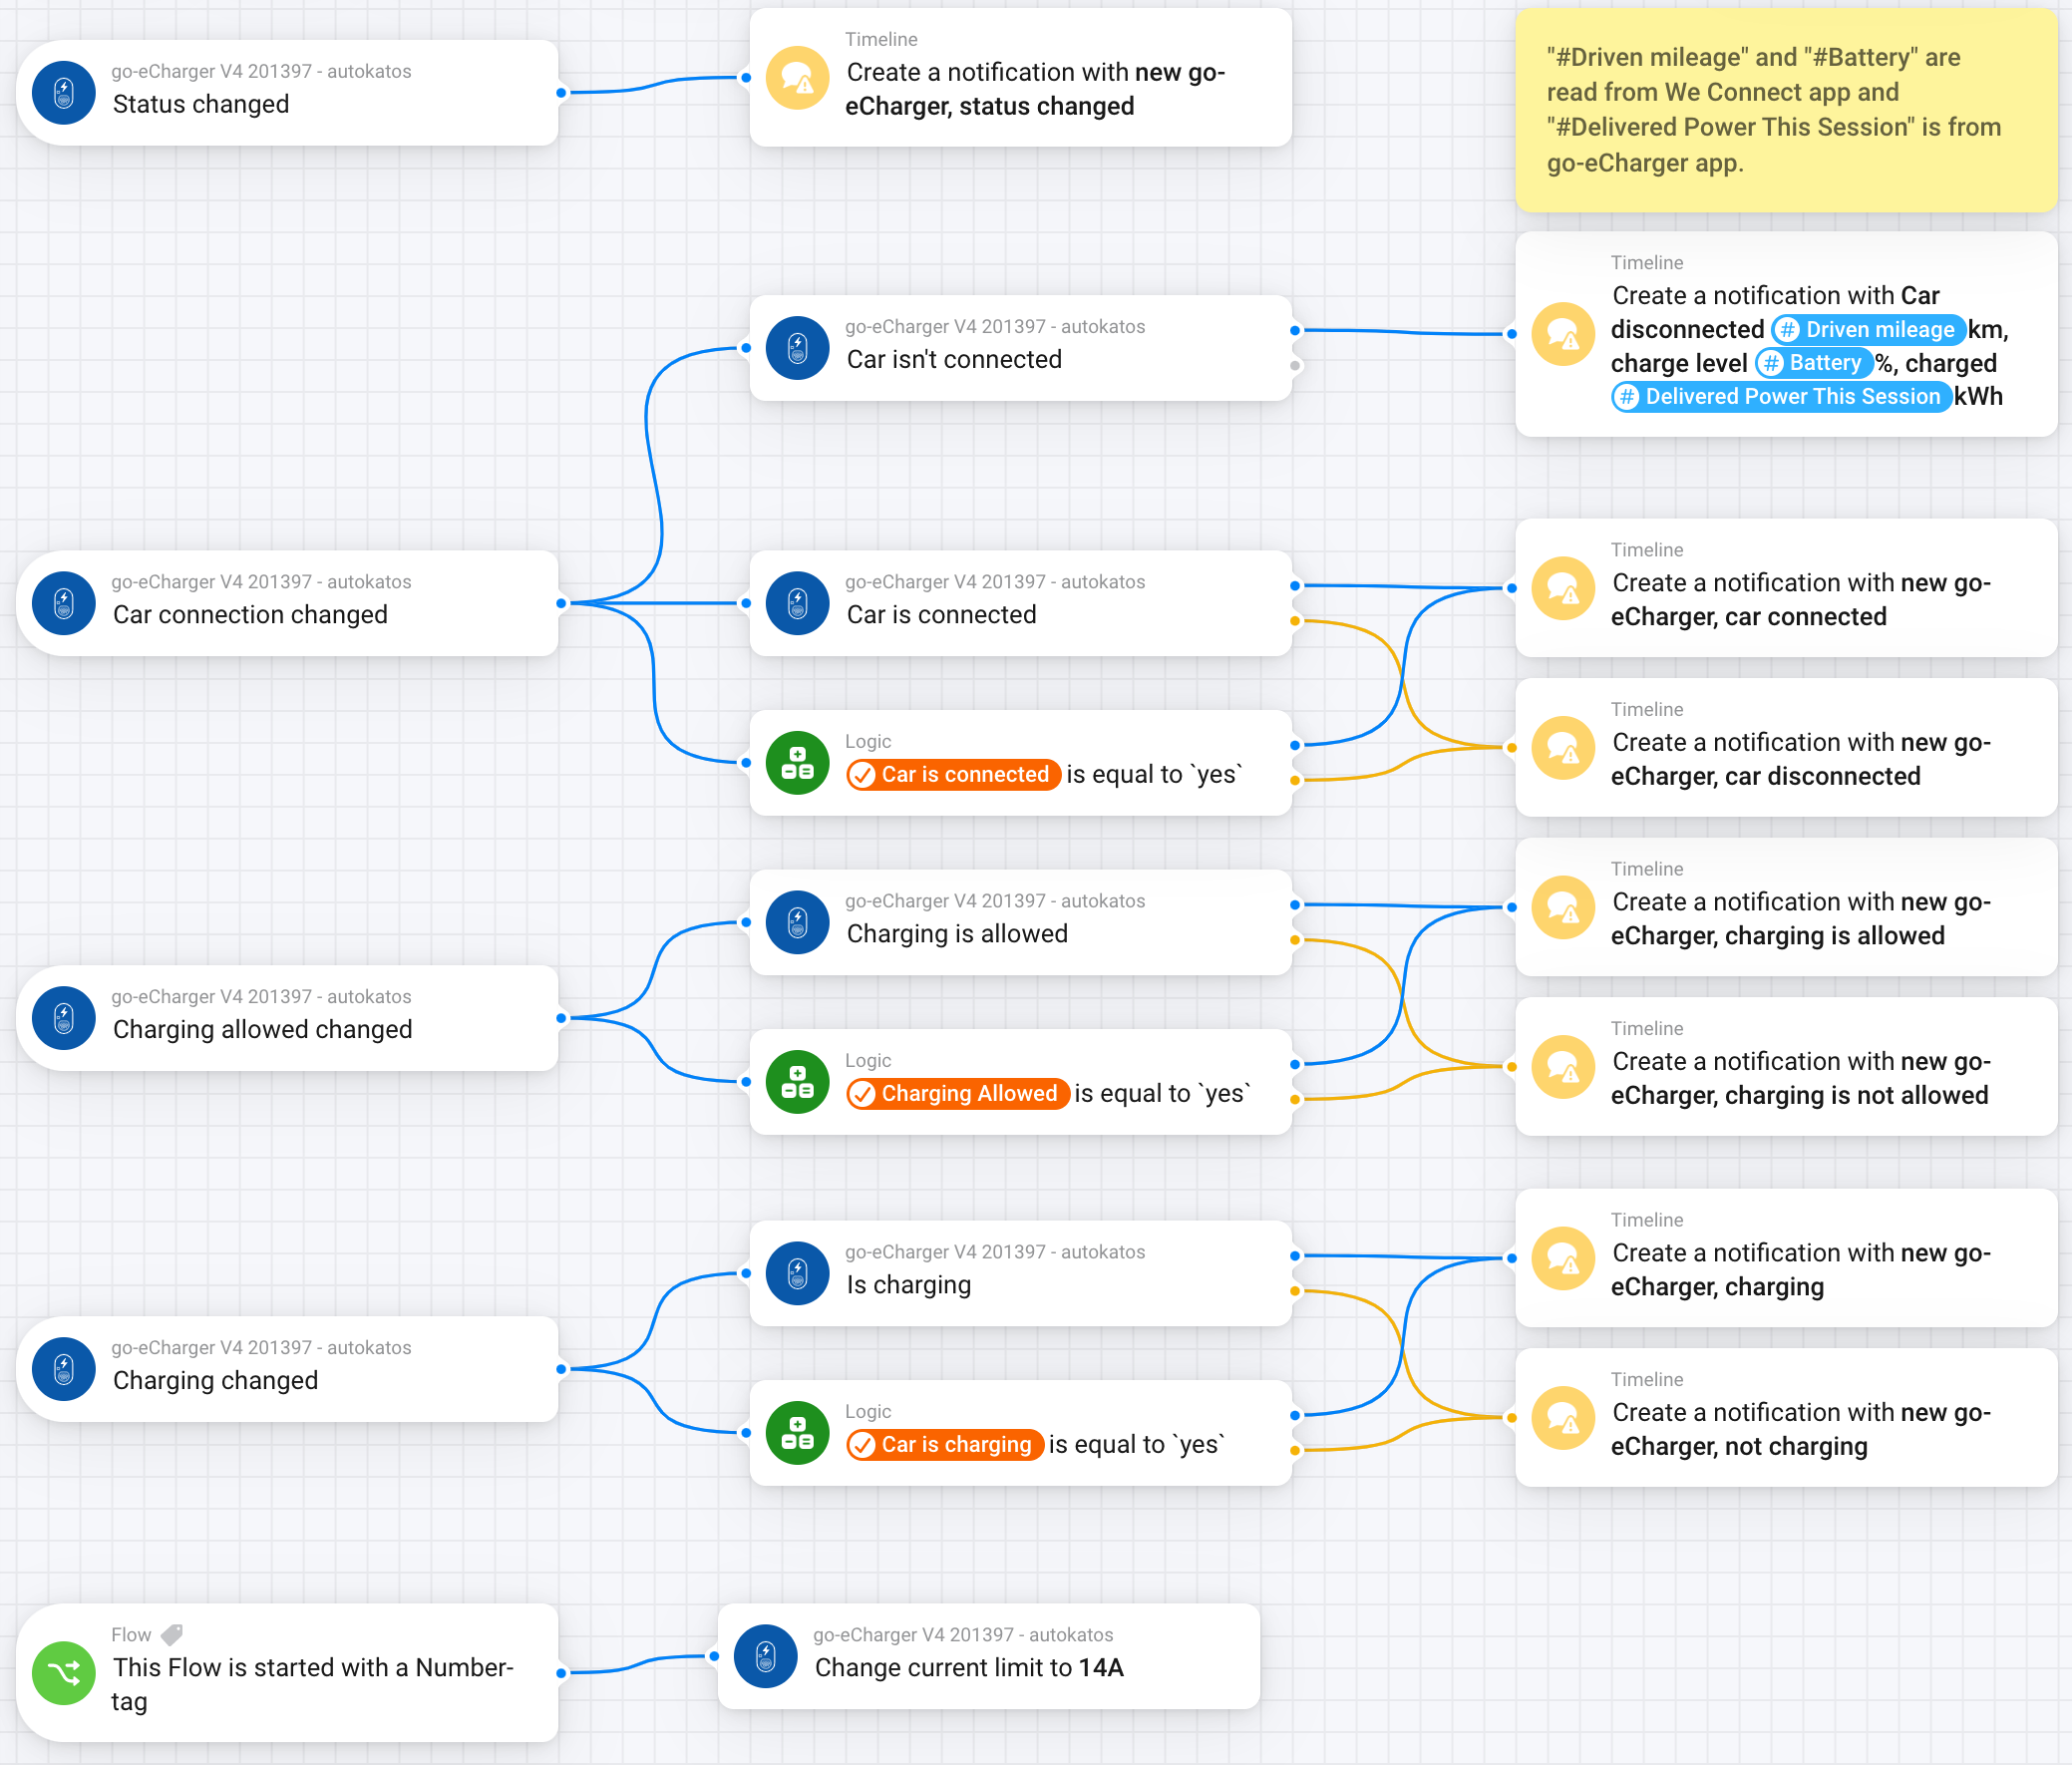 go-eCharger V4 201397 - autokatos
Status changed
Timeline
Create a notification with new go-
eCharger, status changed
"#Driven mileage" and "#Battery" are
read from We Connect app and
"#Delivered Power This Session" is from
go-eCharger app.
go-eCharger V4 201397 - autokatos
Car isn't connected
Timeline
Create a notification with Car
disconnected # Driven mileage km,
charge level # Battery %, charged
# Delivered Power This Session kWh
go-eCharger V4 201397 - autokatos
Car connection changed
go-eCharger V4 201397 - autokatos
Car is connected
Timeline
Create a notification with new go-
eCharger, car connected
Logic
Car is connected is equal to `yes`
Timeline
Create a notification with new go-
eCharger, car disconnected
go-eCharger V4 201397 - autokatos
Charging allowed changed
go-eCharger V4 201397 - autokatos
Charging is allowed
Timeline
Create a notification with new go-
eCharger, charging is allowed
Logic
Charging Allowed is equal to `yes`
Timeline
Create a notification with new go-
eCharger, charging is not allowed
go-eCharger V4 201397 - autokatos
Charging changed
go-eCharger V4 201397 - autokatos
Is charging
Timeline
Create a notification with new go-
eCharger, charging
Logic
Car is charging is equal to `yes`
Timeline
Create a notification with new go-
eCharger, not charging
Flow
This Flow is started with a Number-
tag
go-eCharger V4 201397 - autokatos
Change current limit to 14A